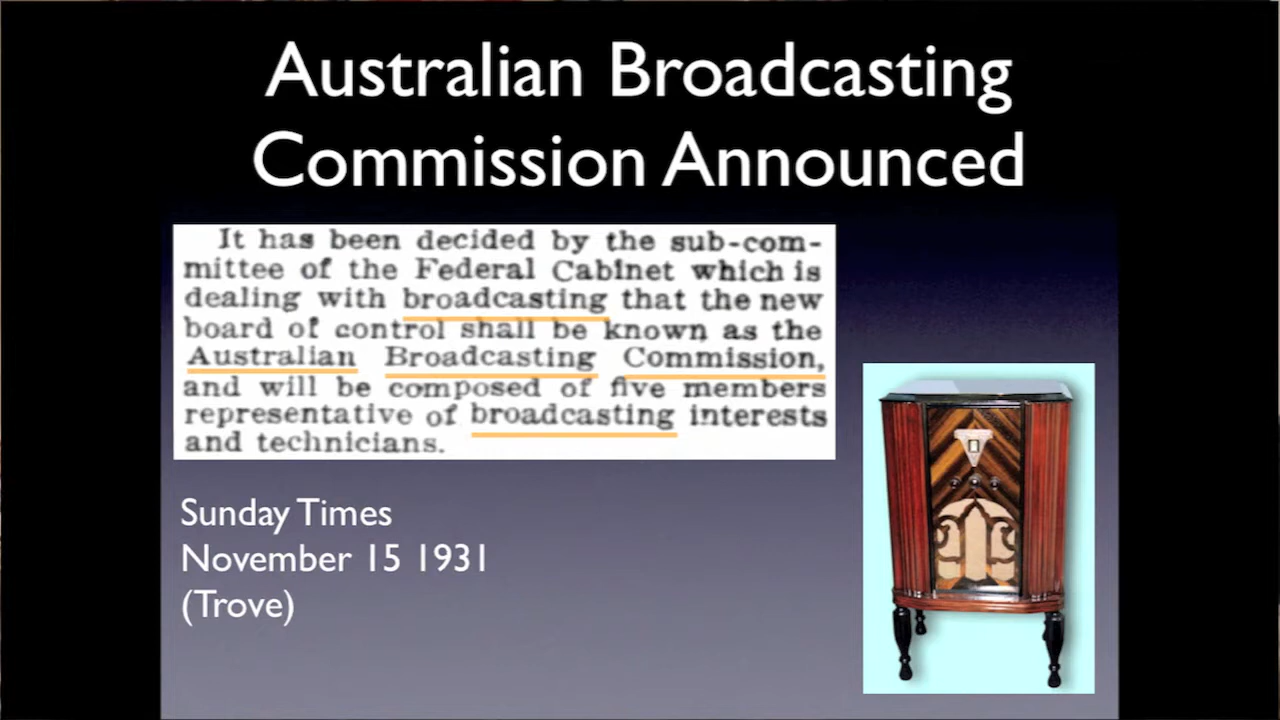 Australian Broadcasting
Commission Announced
It has been decided by the sub-com-
mittee of the Federal Cabinet which is
dealing with broadcasting that the new
board of control shall be known as the
Australian Broadcasting Commission,
and will be composed of five members
representative of broadcasting interests
and technicians.
Sunday Times
November 15 1931
(Trove)